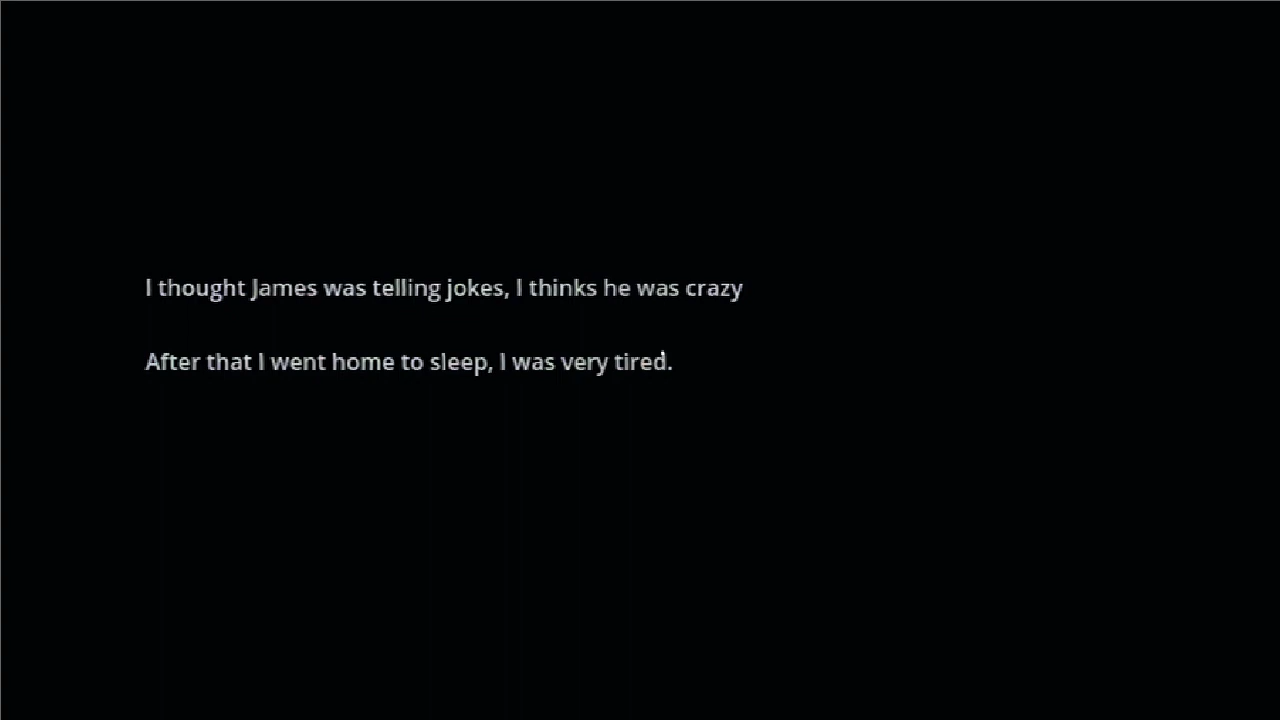 I thought James was telling jokes, I thinks he was crazy
After that I went home to sleep, I was very tired.